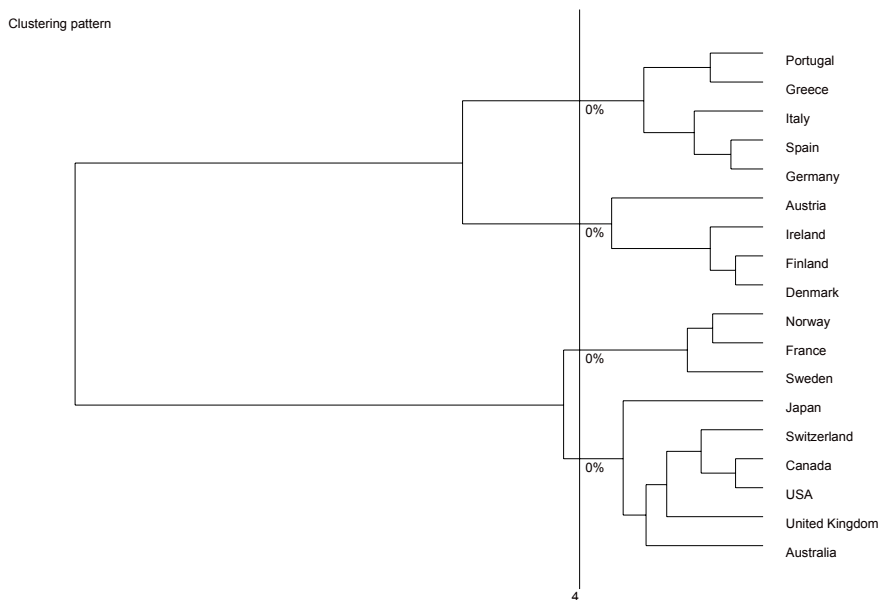 Clustering pattern
Portugal
Greece
0%
Italy
Spain
Germany
Austria
0%
Ireland
Finland
Denmark
Norway
0%
France
Sweden
Japan
Switzerland
0%
Canada
USA
United Kingdom
Australia
4